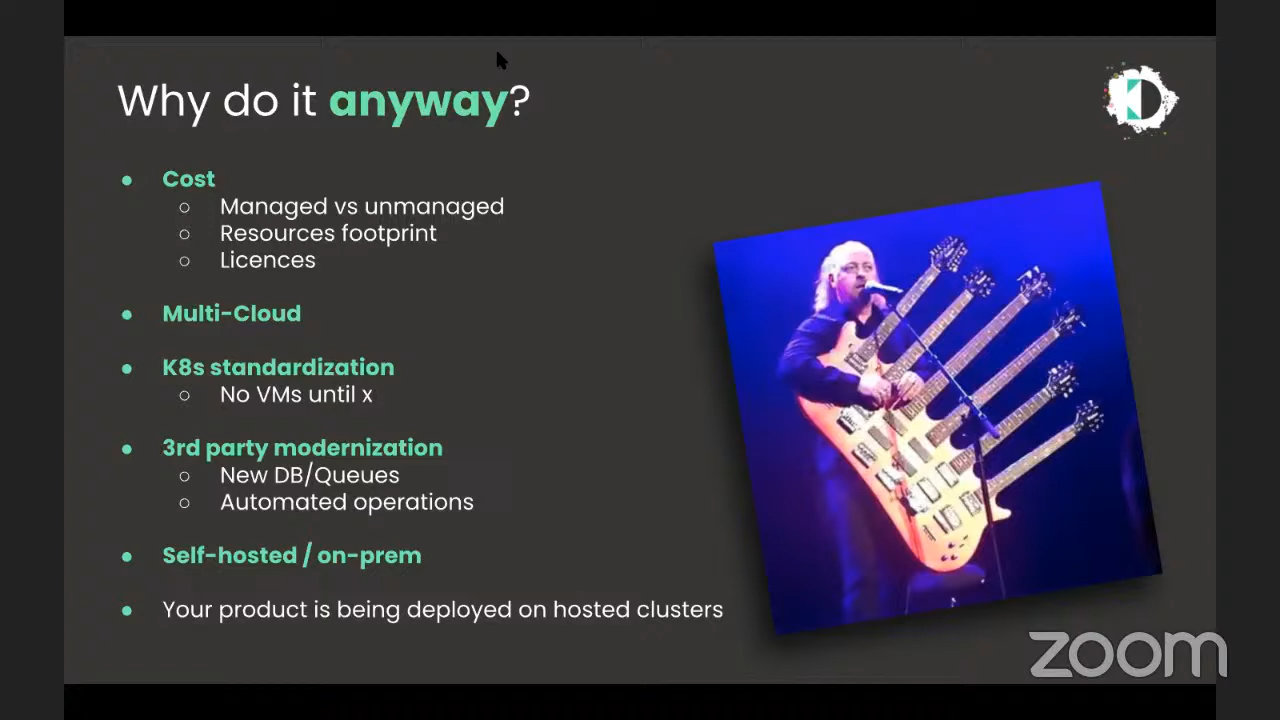 Why do it anyway?
Cost
Managed vs unmanaged
Resources footprint
Licences
Multi-Cloud
K8s standardization
No VMs until x
3rd party modernization
New DB/Queues
Automated operations
Self-hosted / on-prem
Your product is being deployed on hosted clusters
KD
zoom